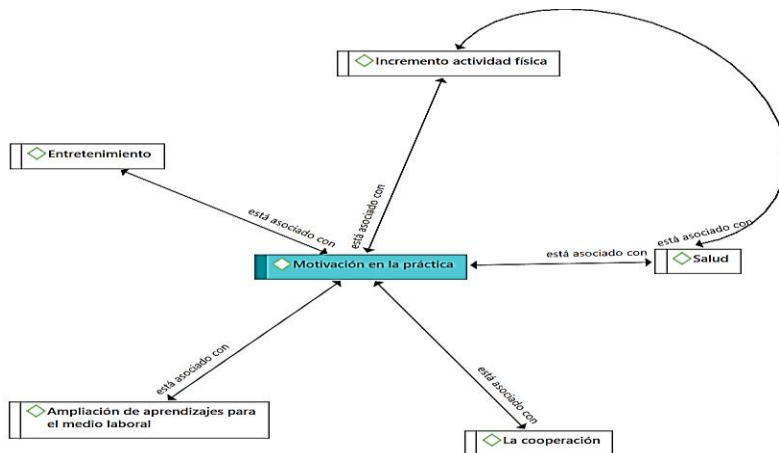 Incremento actividad física
Entretenimiento
está asociado con
está asociado con
está asociado con
está asociado con
Motivación en la práctica
Salud
está asociado con
está asociado con
Ampliación de aprendizajes para
el medio laboral
La cooperación